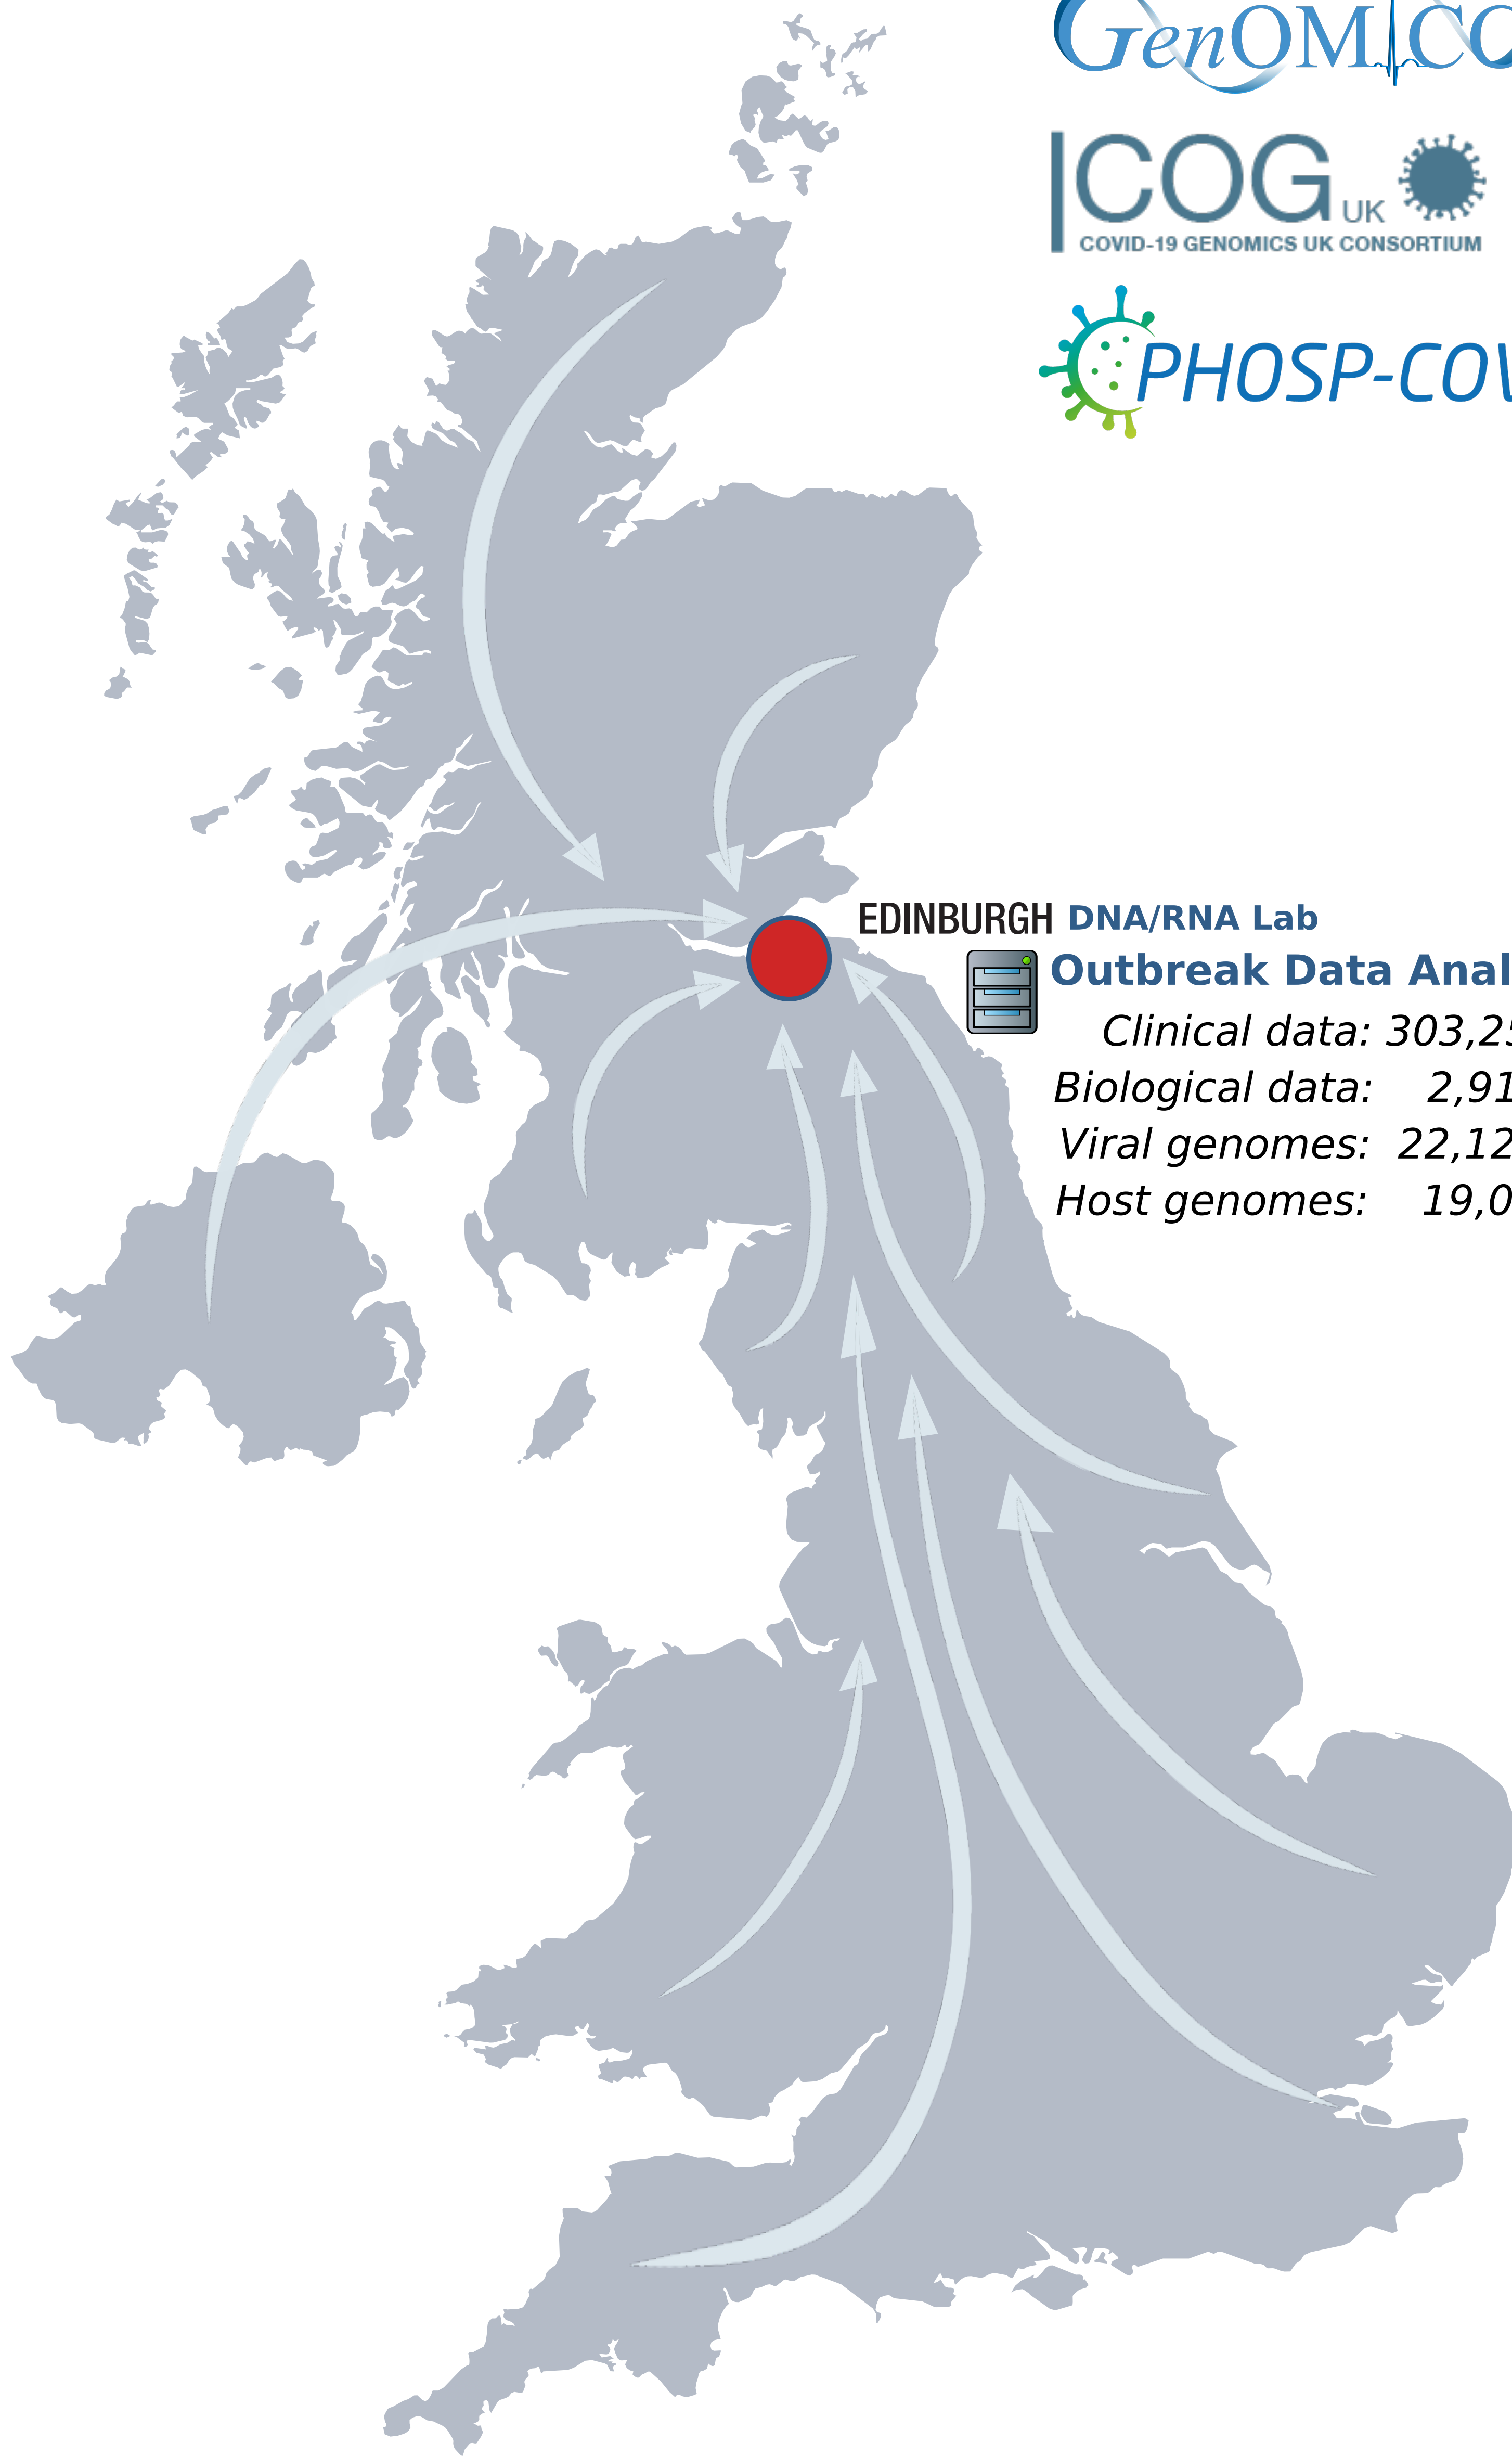 GenOMICC
COG UK
COVID-19 GENOMICS UK CONSORTIUM
PHOSP-COV
EDINBURGH DNA/RNA Lab
Outbreak Data Anal
Clinical data: 303,25
Biological data: 2,91
Viral genomes: 22,12
Host genomes: 19,0